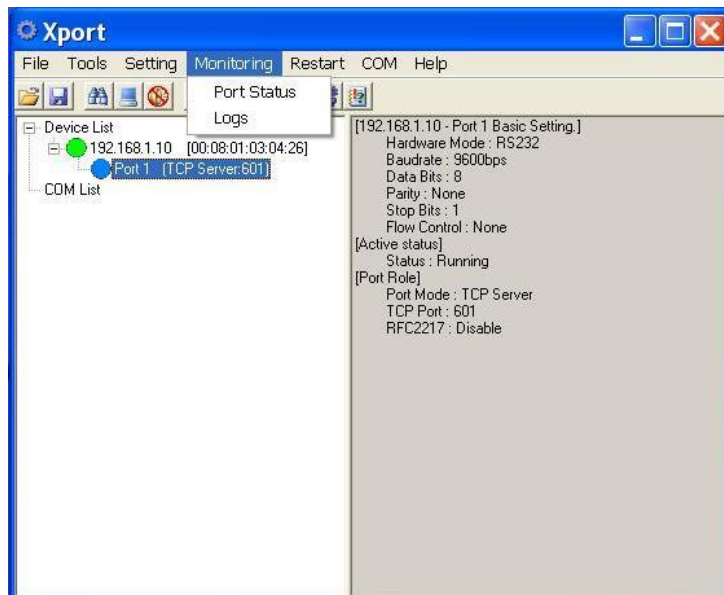 Xport
File Tools Setting Monitoring Restart COM Help
Port Status
Logs
Device List
192.168.1.10 [00:08:01:03:04:26]
Port 1 (TCP Server:601)
COM List
[192.168.1.10 - Port 1 Basic Setting.]
Hardware Mode : RS232
Baudrate : 9600bps
Data Bits : 8
Parity : None
Stop Bits : 1
Flow Control : None
[Active status]
Status : Running
[Port Role]
Port Mode : TCP Server
TCP Port : 601
RFC2217 : Disable